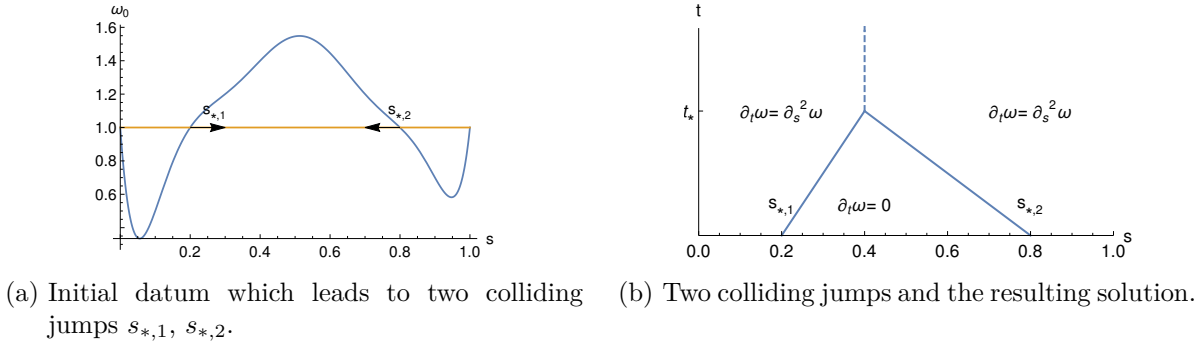 ω₀
1.6
1.4
1.2
1.0
0.8
0.6
s*,1
s*,2
0.2
0.4
0.6
0.8
1.0
s
t
t*
∂ₜω= ∂ₛ²ω
∂ₜω= ∂ₛ²ω
s*,1
∂ₜω= 0
s*,2
0.0
0.2
0.4
0.6
0.8
1.0
s
(a) Initial datum which leads to two colliding
jumps s*,1, s*,2.
(b) Two colliding jumps and the resulting solution.